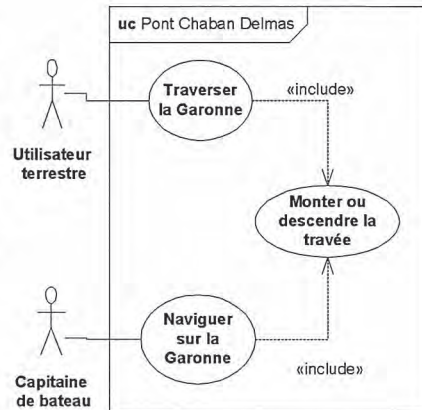 uc Pont Chaban Delmas
Traverser
la Garonne
«include»
Utilisateur
terrestre
Monter ou
descendre la
travée
Naviguer
sur la
Garonne
«include»
Capitaine
de bateau